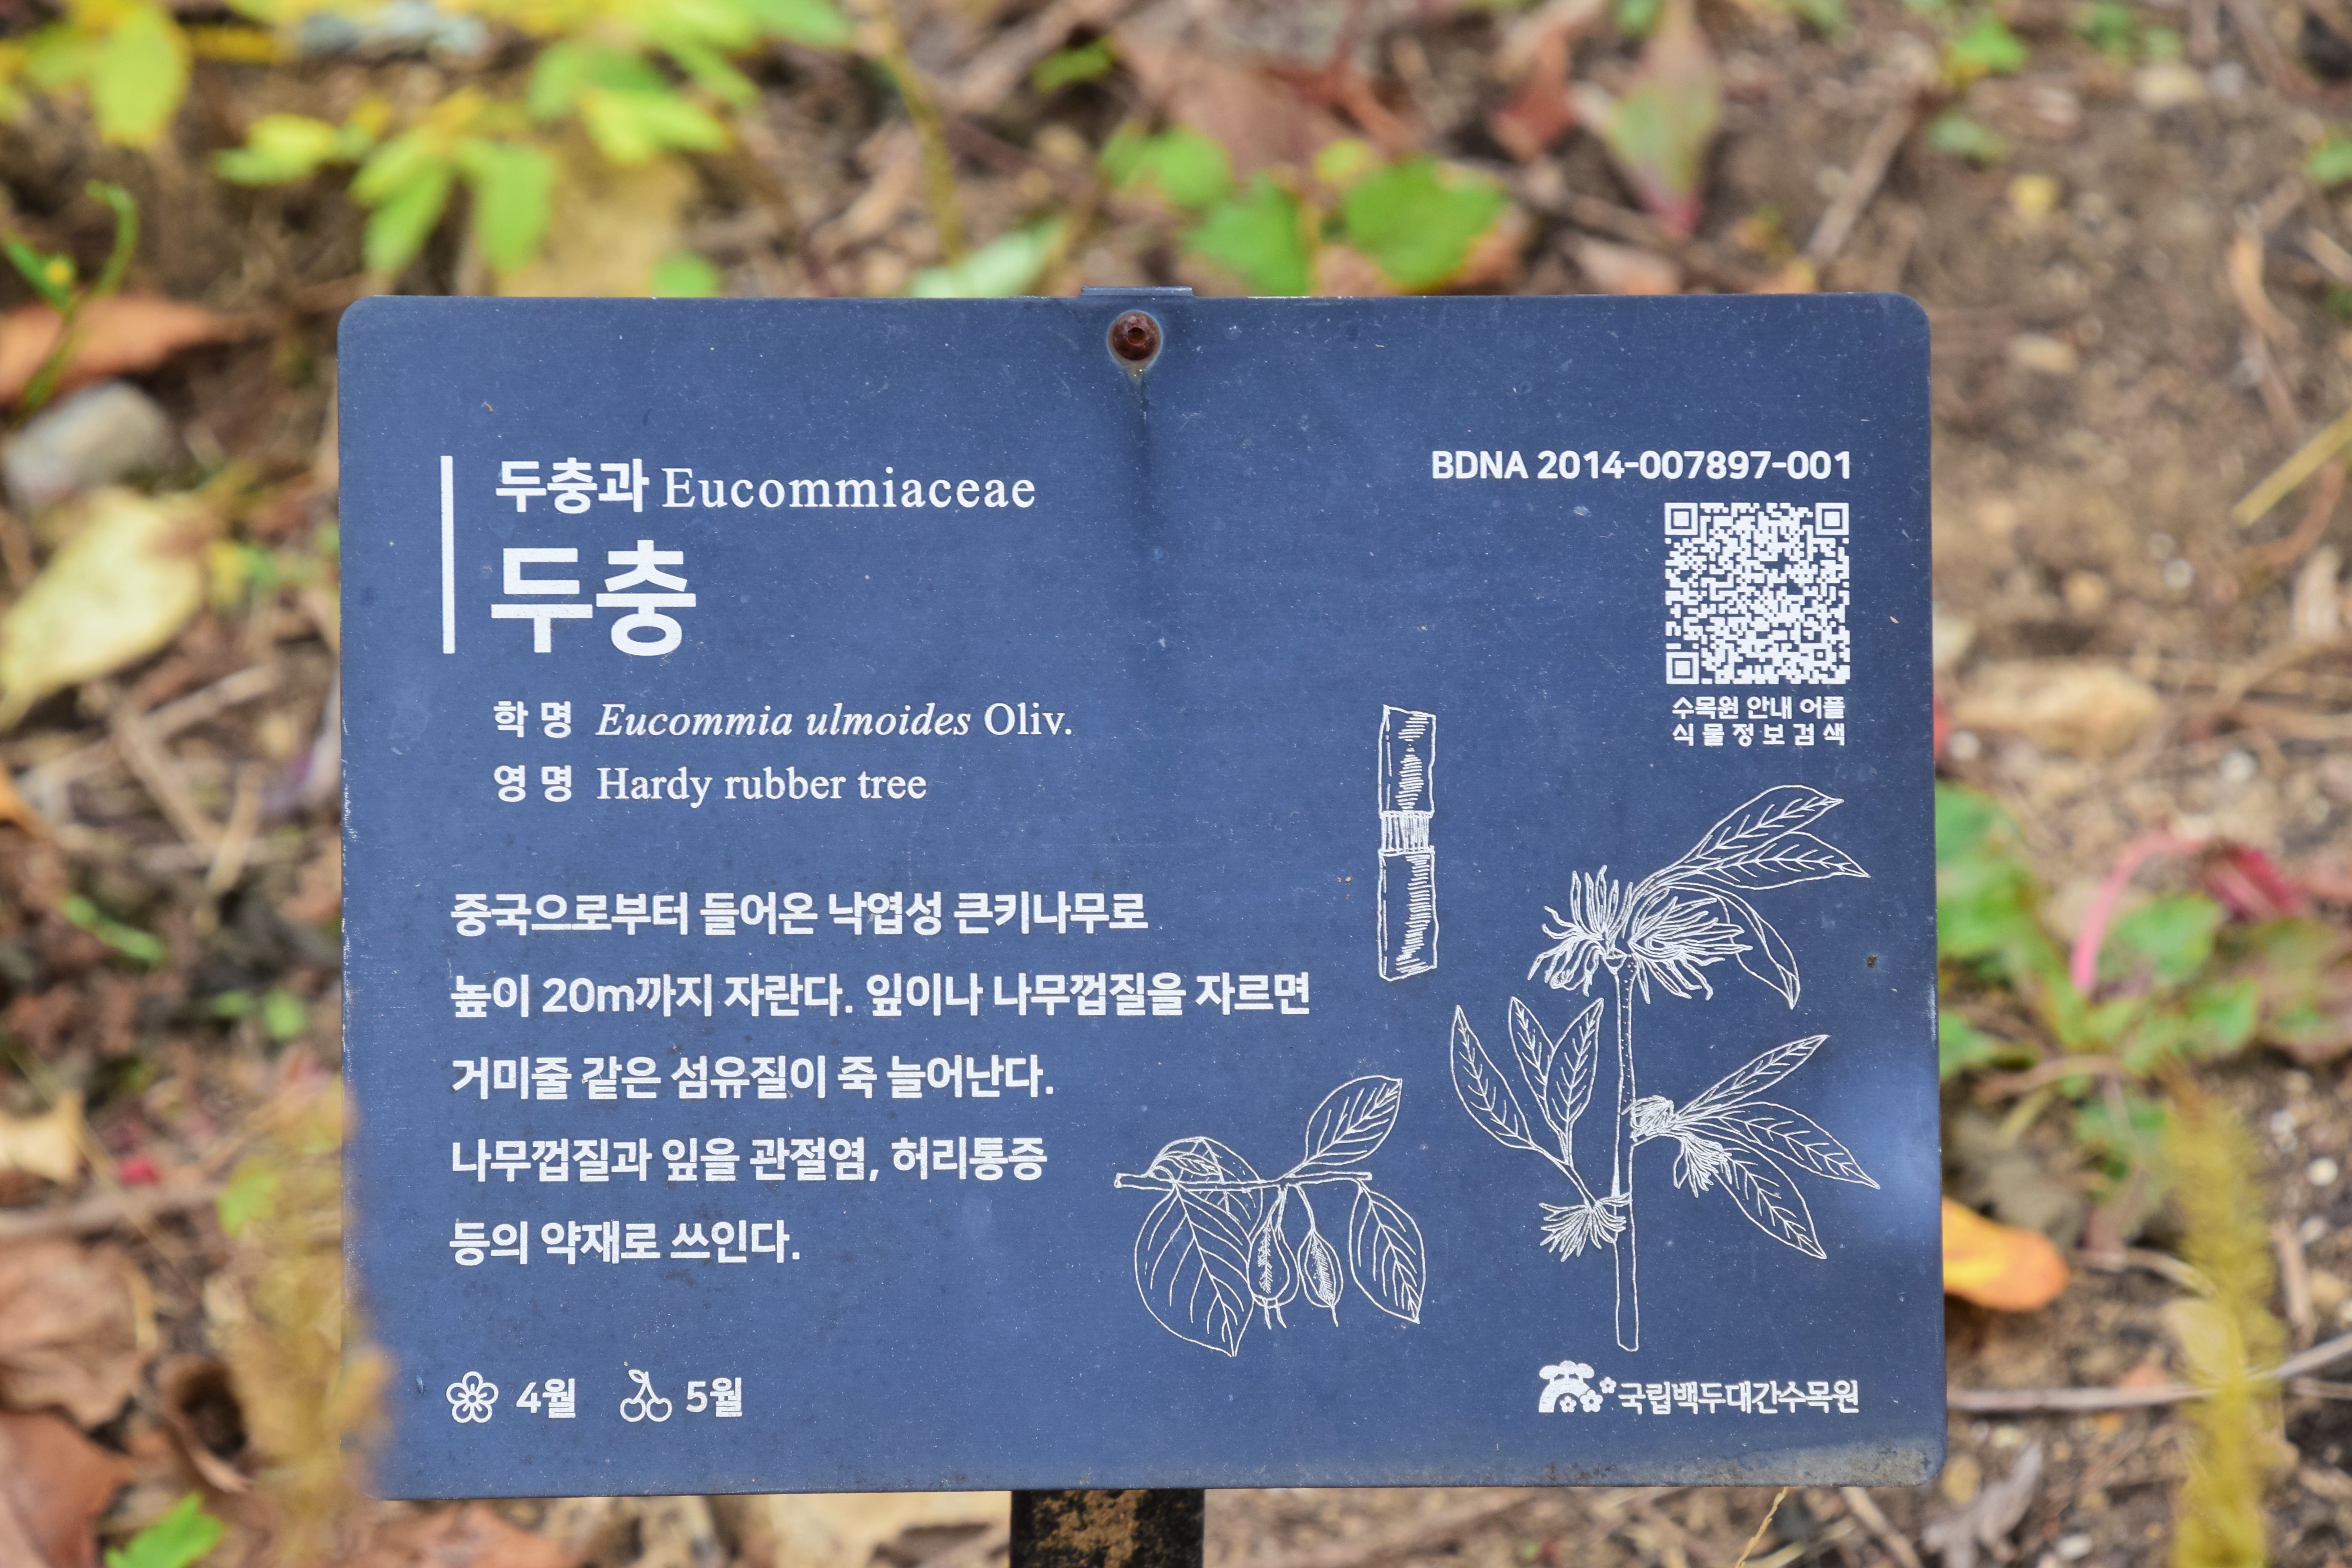 두충과 Eucommiaceae
두충
학 명 Eucommia ulmoides Oliv.
영 명 Hardy rubber tree
BDNA 2014-007897-001
수목원 안내 어플
식물정보검색
중국으로부터 들어온 낙엽성 큰키나무로
높이 20m까지 자란다. 잎이나 나무껍질을 자르면
거미줄 같은 섬유질이 죽 늘어난다.
나무껍질과 잎을 관절염, 허리통증
등의 약재로 쓰인다.
4월 5월
국립백두대간수목원